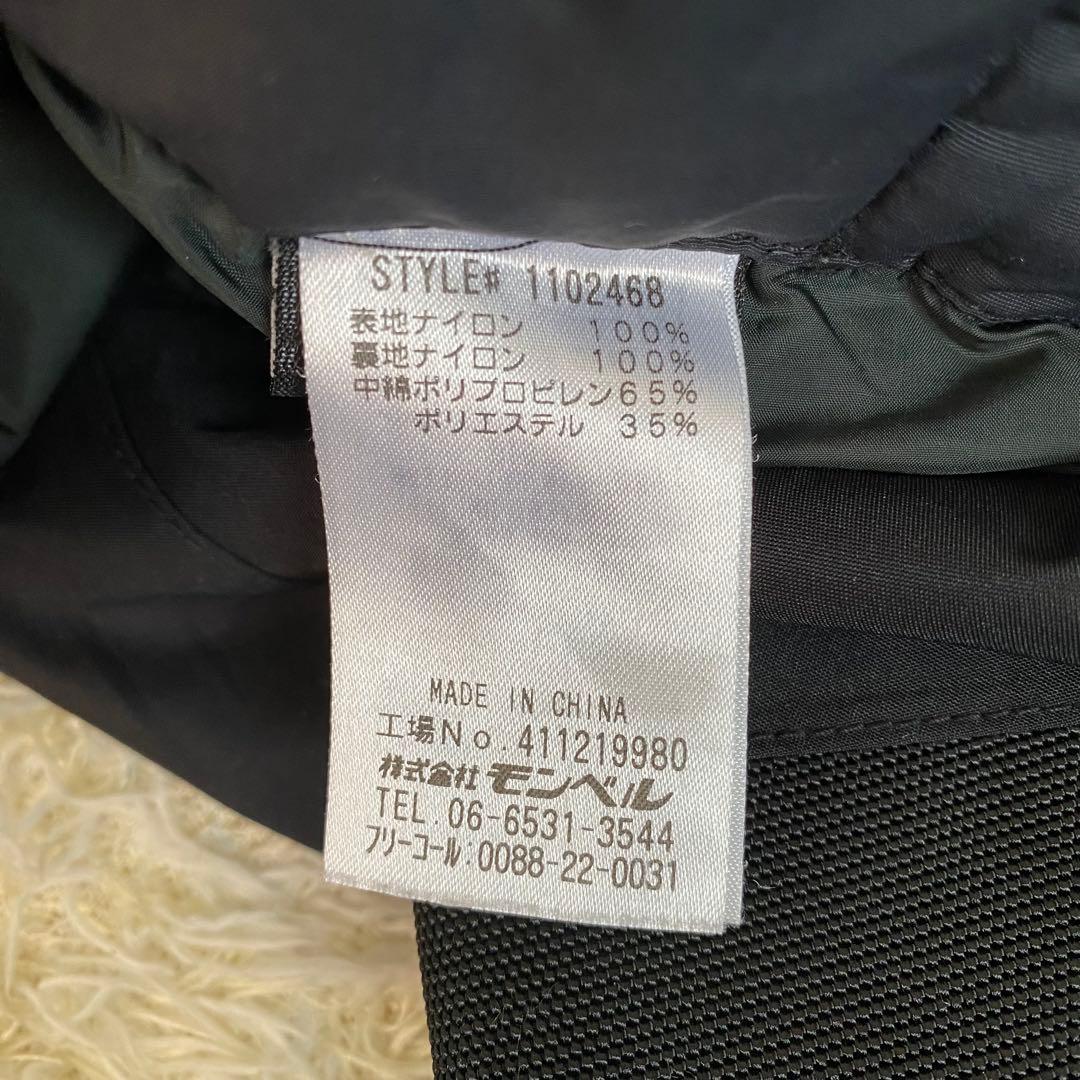 STYLE# 1102468
表地ナイロン 100%
裏地ナイロン 100%
中綿ポリプロピレン65%
ポリエステル 35%
MADE IN CHINA
工場No.411219980
株式会社モンベル
TEL.06-6531-3544
フリーコール:0088-22-0031